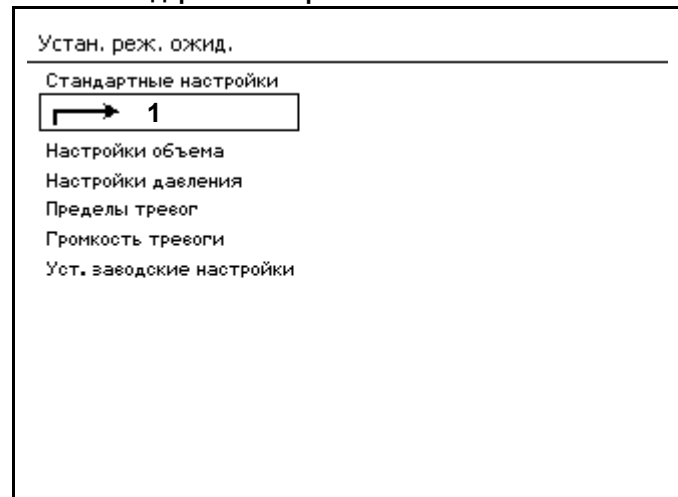 Устан. реж. ожид.
Стандартные настройки
1
Настройки объема
Настройки давления
Пределы тревог
Громкость тревоги
Уст. заводские настройки